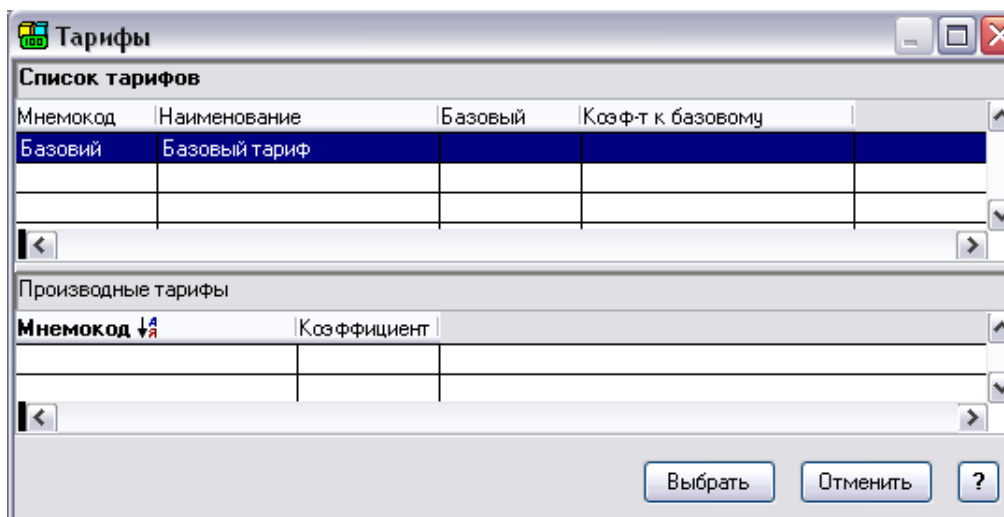 Тарифы
Список тарифов
Мнемокод Наименование Базовый Коэф-т к базовому
Базовий Базовый тариф
Производные тарифы
Мнемокод Коэффициент
Выбрать Отменить ?